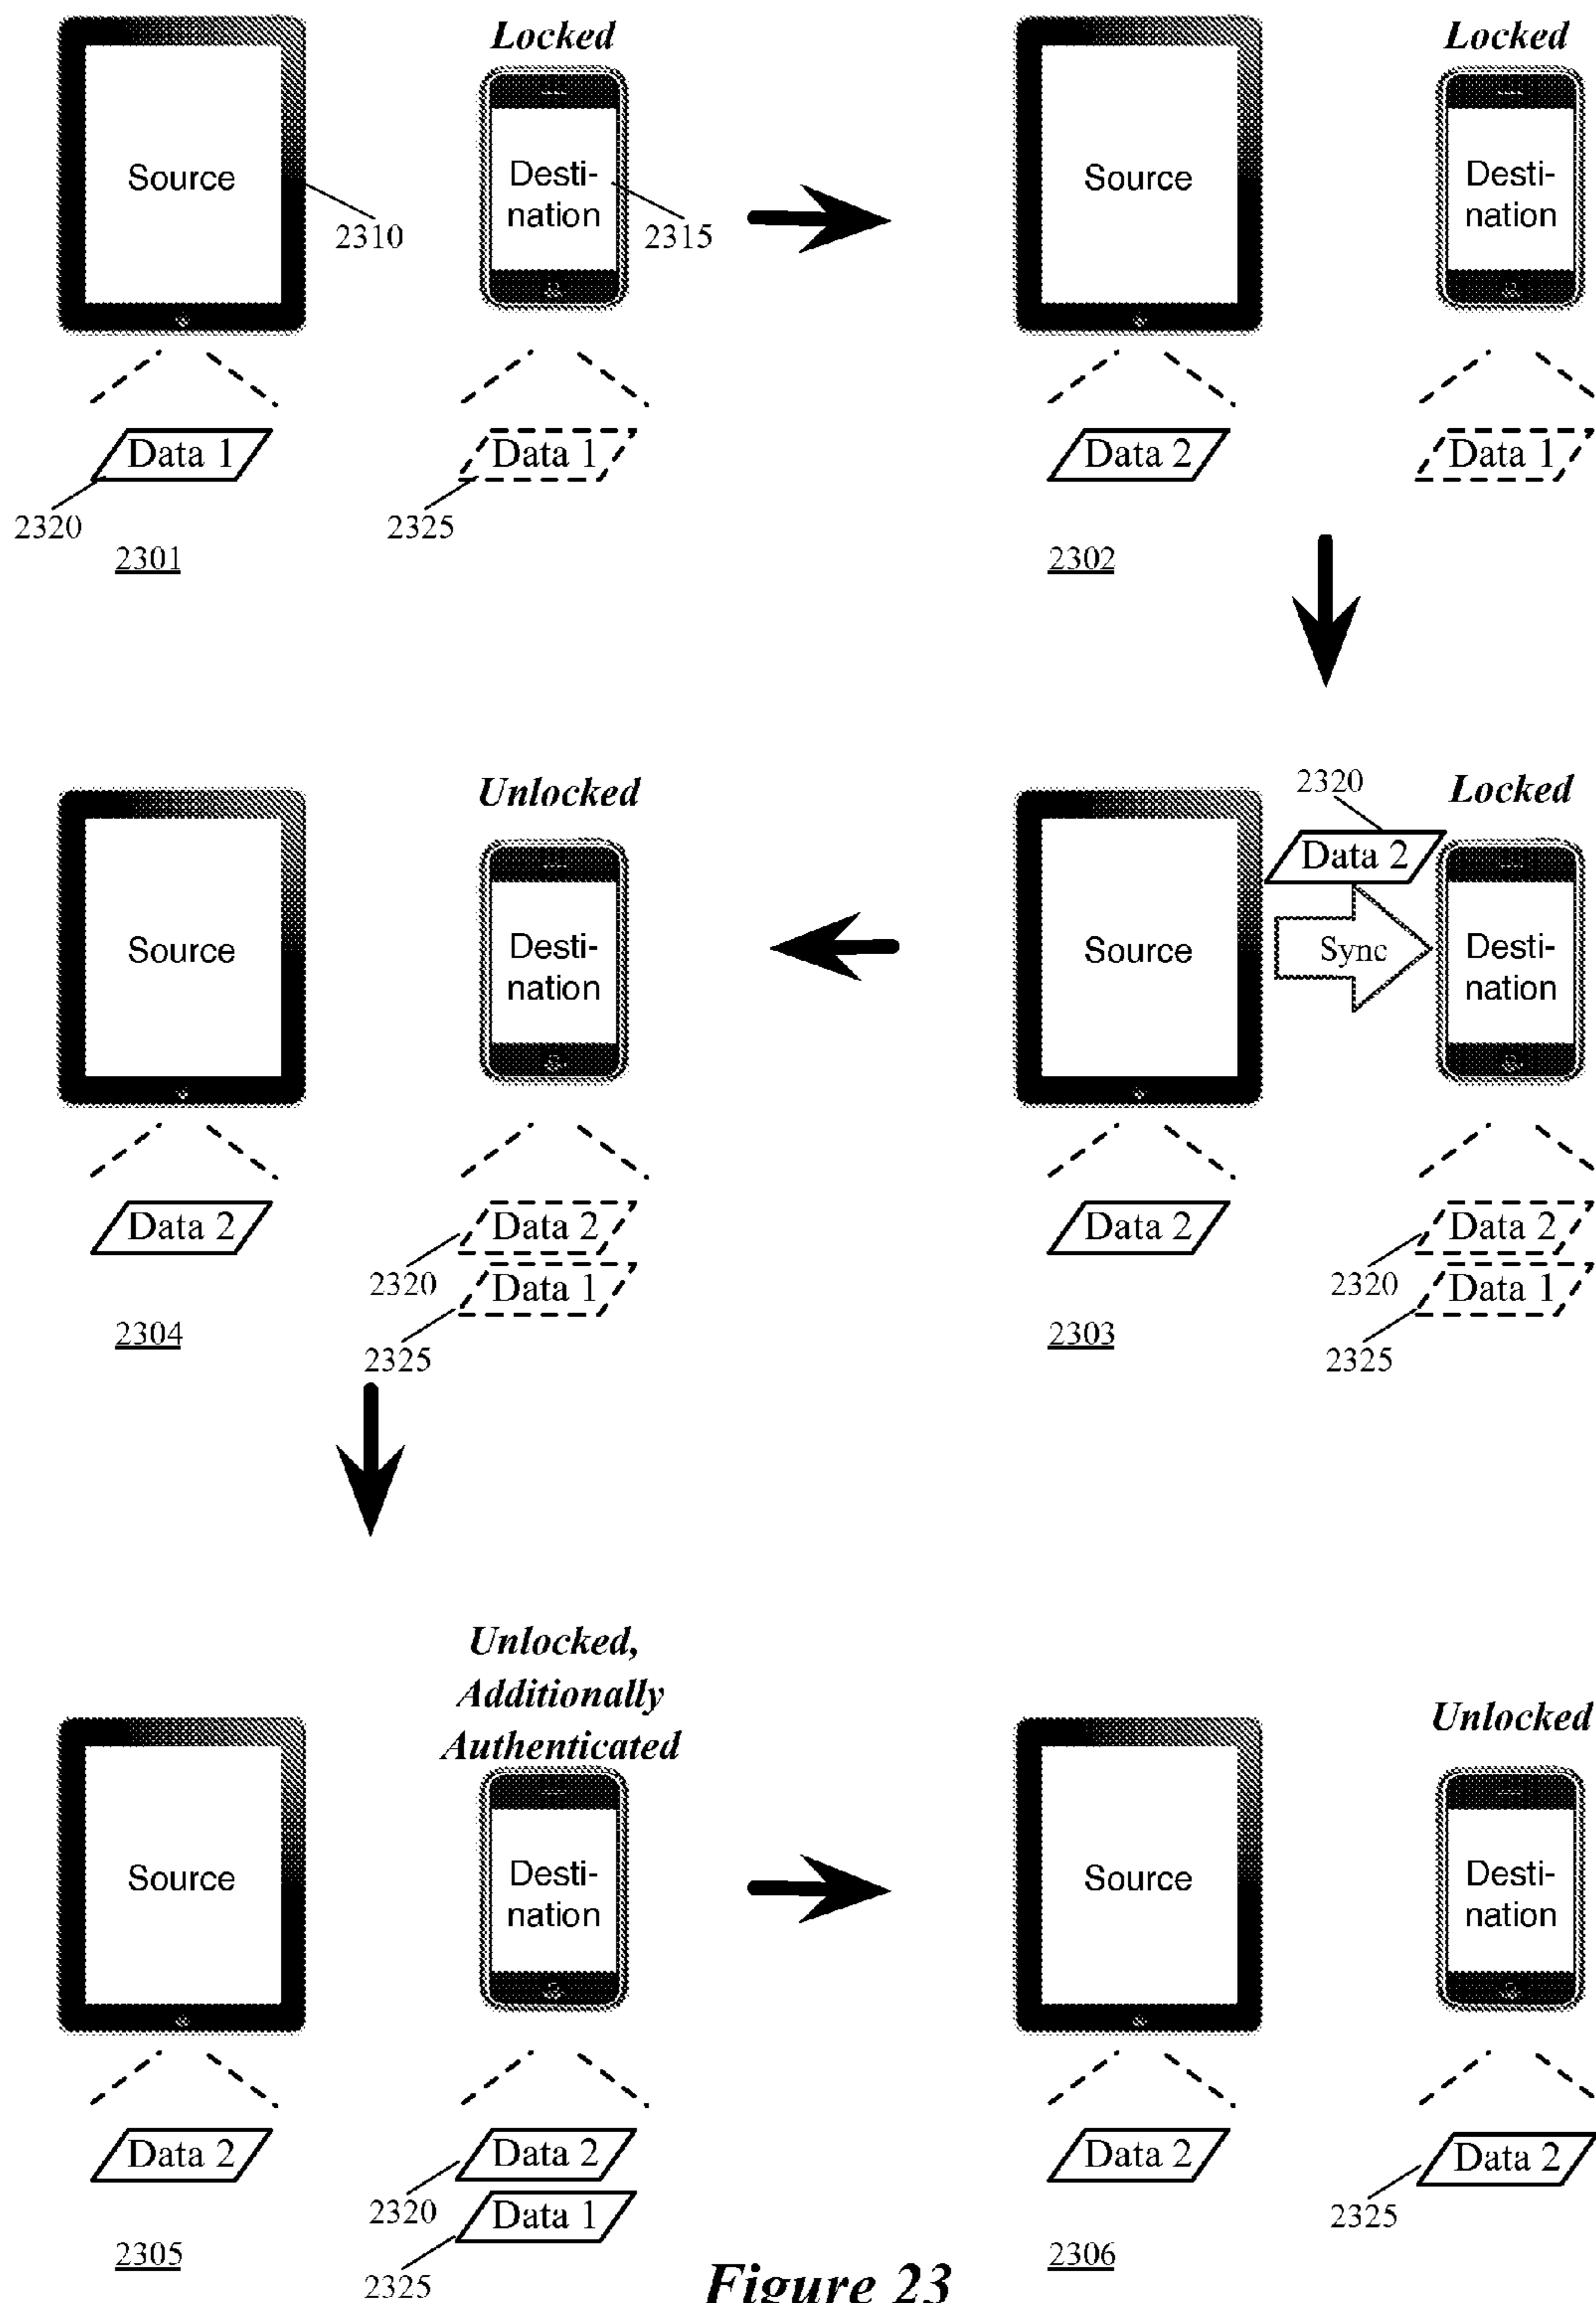 Locked
Source
Desti-
nation
2310
2315
Data 1
Data 1
2320
2325
2301
Locked
Source
Desti-
nation
Data 2
Data 1
2302
2320
Locked
Data 2
Source
Sync
Desti-
nation
Data 2
Data 2
2320
Data 1
2303
2325
Unlocked
Source
Desti-
nation
Data 2
Data 2
2320
Data 1
2304
2325
Unlocked,
Additionally
Authenticated
Source
Desti-
nation
Data 2
Data 2
2320
Data 1
2305
2325
Unlocked
Source
Desti-
nation
Data 2
Data 2
2325
2306
Figure 23